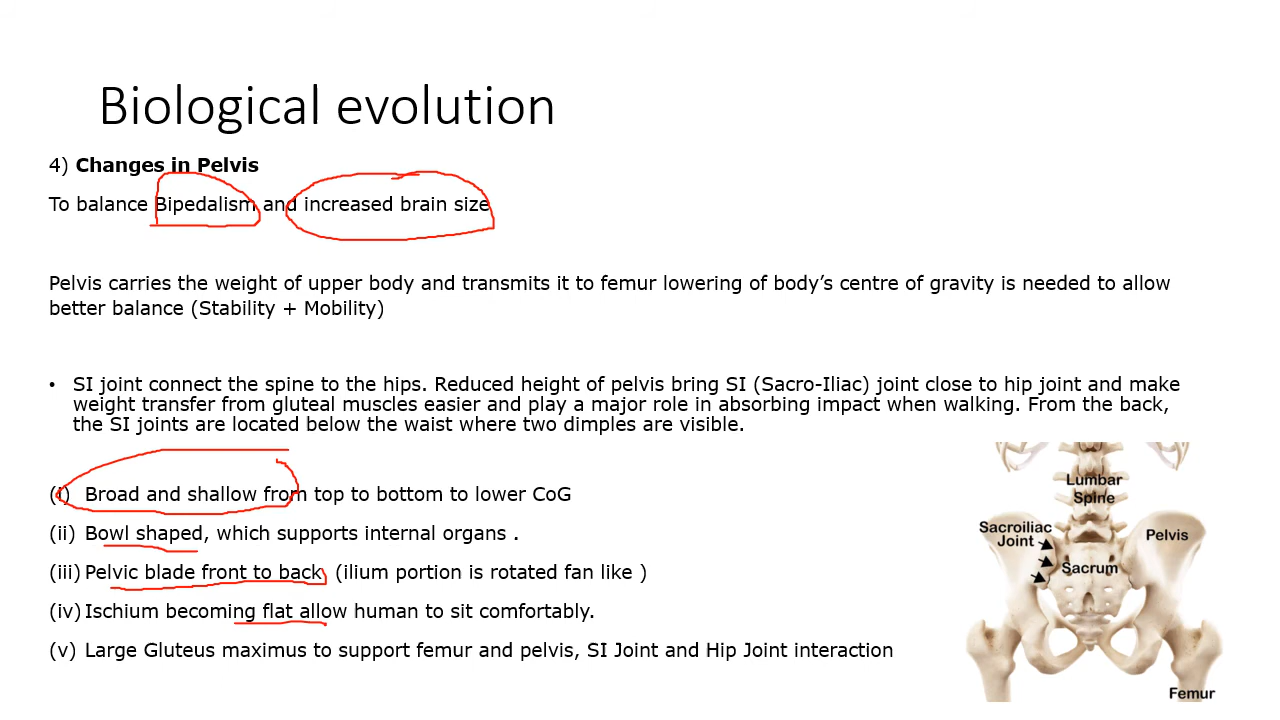 Biological evolution
4) Changes in Pelvis
To balance Bipedalism and increased brain size
Pelvis carries the weight of upper body and transmits it to femur lowering of body’s centre of gravity is needed to allow
better balance (Stability + Mobility)
• SI joint connect the spine to the hips. Reduced height of pelvis bring SI (Sacro-Iliac) joint close to hip joint and make
weight transfer from gluteal muscles easier and play a major role in absorbing impact when walking. From the back,
the SI joints are located below the waist where two dimples are visible.
(i) Broad and shallow from top to bottom to lower CoG
(ii) Bowl shaped, which supports internal organs .
(iii) Pelvic blade front to back (ilium portion is rotated fan like )
(iv) Ischium becoming flat allow human to sit comfortably.
(v) Large Gluteus maximus to support femur and pelvis, SI Joint and Hip Joint interaction
Lumbar
Spine
Sacroiliac
Joint
Pelvis
Sacrum
Femur